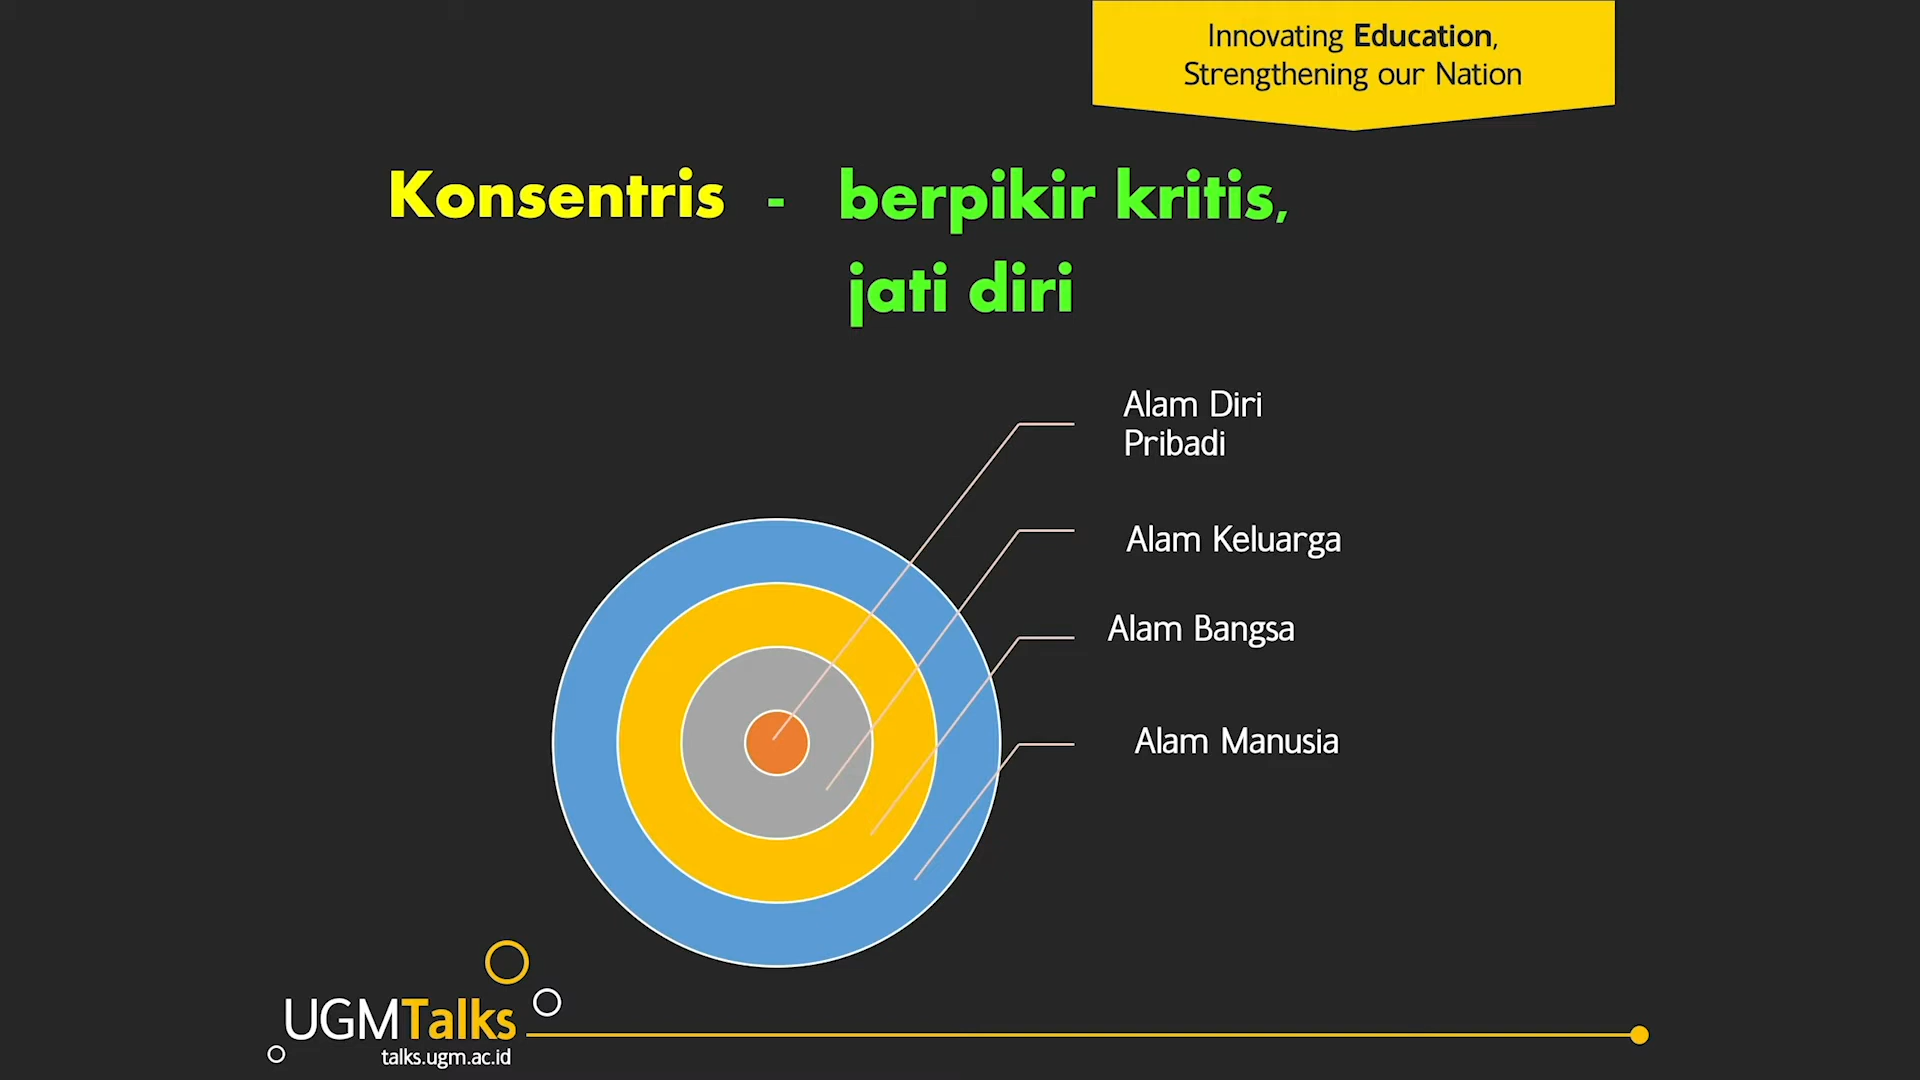 Innovating Education,
Strengthening our Nation
Konsentris - berpikir kritis,
jati diri
Alam Diri
Pribadi
Alam Keluarga
Alam Bangsa
Alam Manusia
UGMTalks
talks.ugm.ac.id